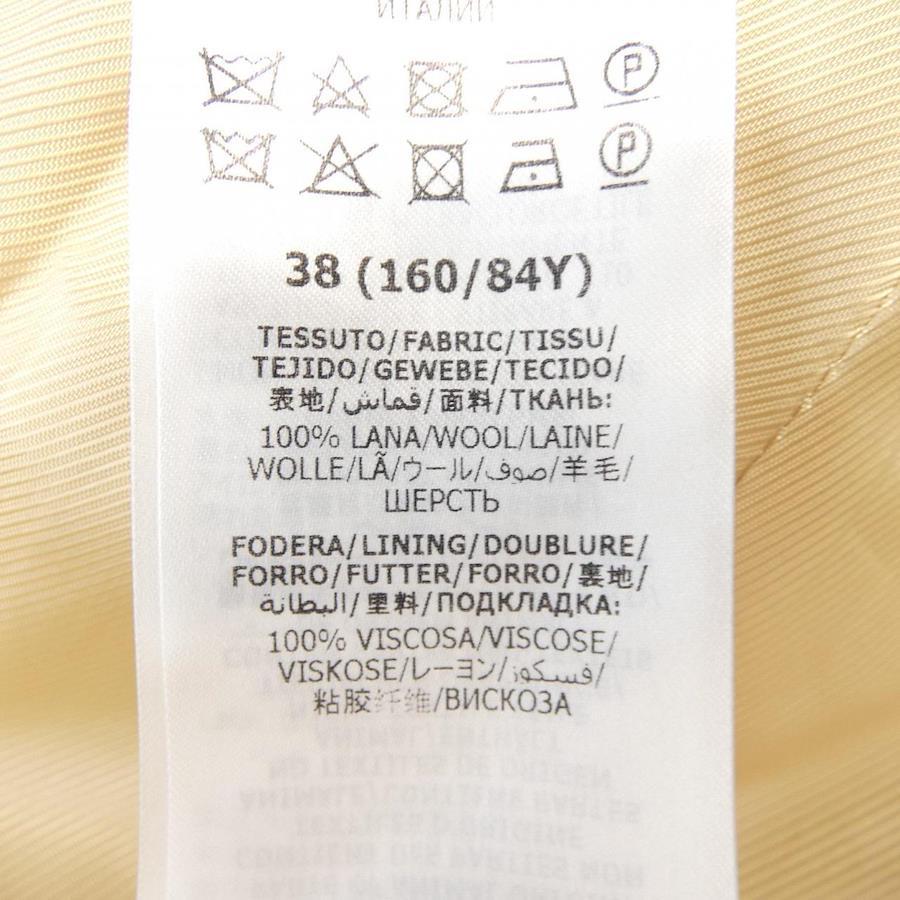 ИТАЛИИ
P
P
38 (160/84Y)
TESSUTO/FABRIC/TISSU/
TEJIDO/GEWEBE/TECIDO/
表地/قماش/面料/ТКАНЬ:
100% LANA/WOOL/LAINE/
WOLLE/LÃ/ウール/صوف/羊毛/
ШЕРСТЬ
FODERA/LINING/DOUBLURE/
FORRO/FUTTER/FORRO/裏地/
البطانة/里料/ПОДКЛАДКА:
100% VISCOSA/VISCOSE/
VISKOSE/レーヨン/فسكوز/
粘胶纤维/ВИСКОЗА